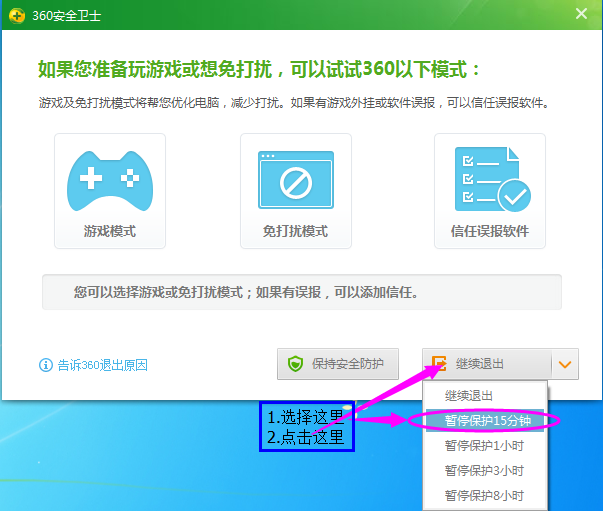 360安全卫士
如果您准备玩游戏或想免打扰，可以试试360以下模式：
游戏及免打扰模式将帮您优化电脑，减少打扰。如果有游戏外挂或软件误报，可以信任误报软件。
游戏模式
免打扰模式
信任误报软件
您可以选择游戏或免打扰模式；如果有误报，可以添加信任。
告诉360退出原因
保持安全防护
继续退出
继续退出
暂停保护15分钟
暂停保护1小时
暂停保护3小时
暂停保护8小时
1.选择这里
2.点击这里